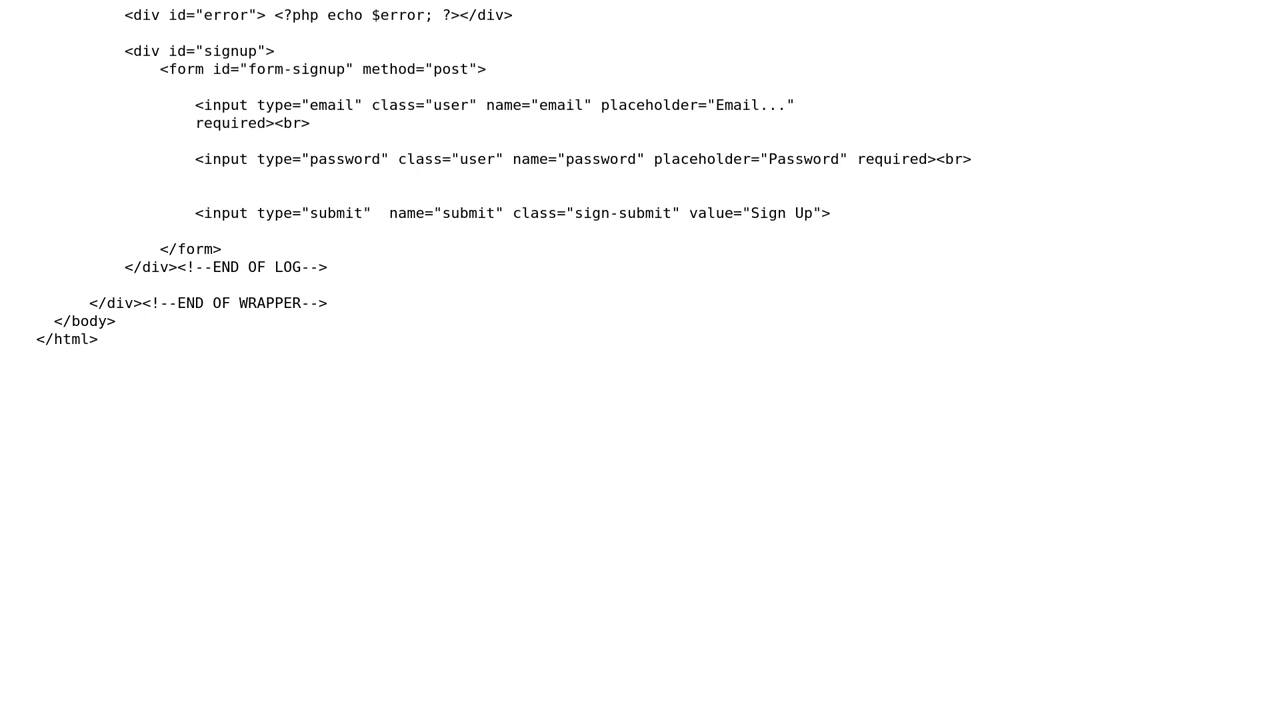 <div id="error"> <?php echo $error; ?></div>
<div id="signup">
<form id="form-signup" method="post">
<input type="email" class="user" name="email" placeholder="Email..."
required><br>
<input type="password" class="user" name="password" placeholder="Password" required><br>
<input type="submit"  name="submit" class="sign-submit" value="Sign Up">
</form>
</div><!--END OF LOG-->
</div><!--END OF WRAPPER-->
</body>
</html>